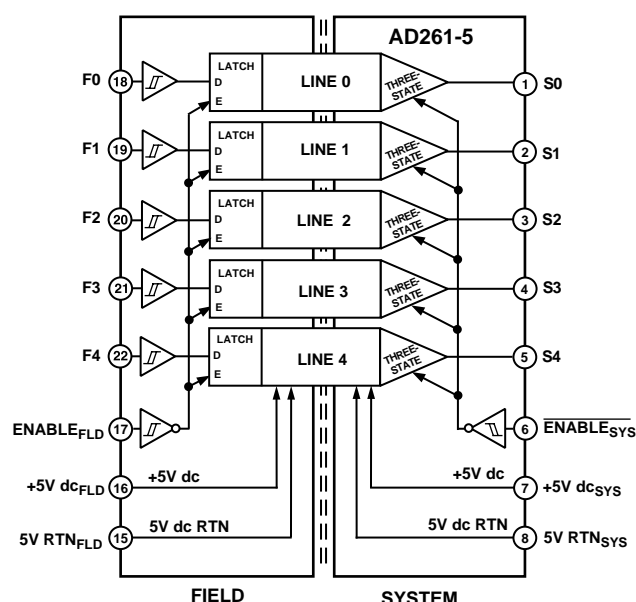 AD261-5
F0 18 LATCH D E LINE 0 THREE-STATE 1 S0
F1 19 LATCH D E LINE 1 THREE-STATE 2 S1
F2 20 LATCH D E LINE 2 THREE-STATE 3 S2
F3 21 LATCH D E LINE 3 THREE-STATE 4 S3
F4 22 LATCH D E LINE 4 THREE-STATE 5 S4
ENABLEFLD 17 6 ENABLESYS
+5V dcFLD 16 +5V dc +5V dc 7 +5V dcSYS
5V RTNFLD 15 5V dc RTN 5V dc RTN 8 5V RTNSYS
FIELD SYSTEM